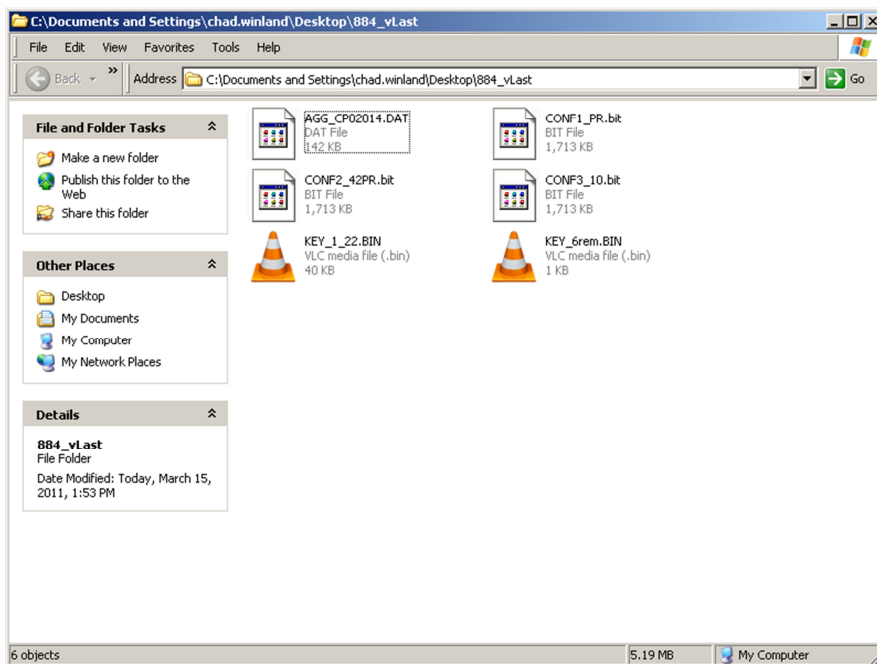 C:\Documents and Settings\chad.winland\Desktop\884_vLast
File Edit View Favorites Tools Help
Back » Address C:\Documents and Settings\chad.winland\Desktop\884_vLast Go
File and Folder Tasks
Make a new folder
Publish this folder to the
Web
Share this folder
Other Places
Desktop
My Documents
My Computer
My Network Places
Details
884_vLast
File Folder
Date Modified: Today, March 15,
2011, 1:53 PM
AGG_CP02014.DAT
DAT File
142 KB
CONF1_PR.bit
BIT File
1,713 KB
CONF2_42PR.bit
BIT File
1,713 KB
CONF3_10.bit
BIT File
1,713 KB
KEY_1_22.BIN
VLC media file (.bin)
40 KB
KEY_6rem.BIN
VLC media file (.bin)
1 KB
6 objects 5.19 MB My Computer